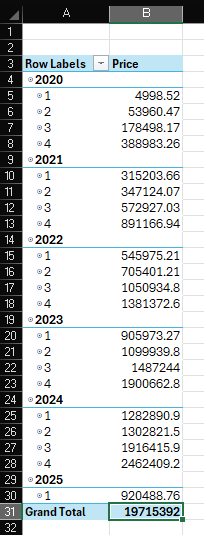 A B
1
2
3 Row Labels Price
4 2020
5 1 4998.52
6 2 53960.47
7 3 178498.17
8 4 388983.26
9 2021
10 1 315203.66
11 2 347124.07
12 3 572927.03
13 4 891166.94
14 2022
15 1 545975.21
16 2 705401.21
17 3 1050934.8
18 4 1381372.6
19 2023
20 1 905973.27
21 2 1099939.8
22 3 1487244
23 4 1900662.8
24 2024
25 1 1282890.9
26 2 1302821.5
27 3 1916415.9
28 4 2462409.2
29 2025
30 1 920488.76
31 Grand Total 19715392
32